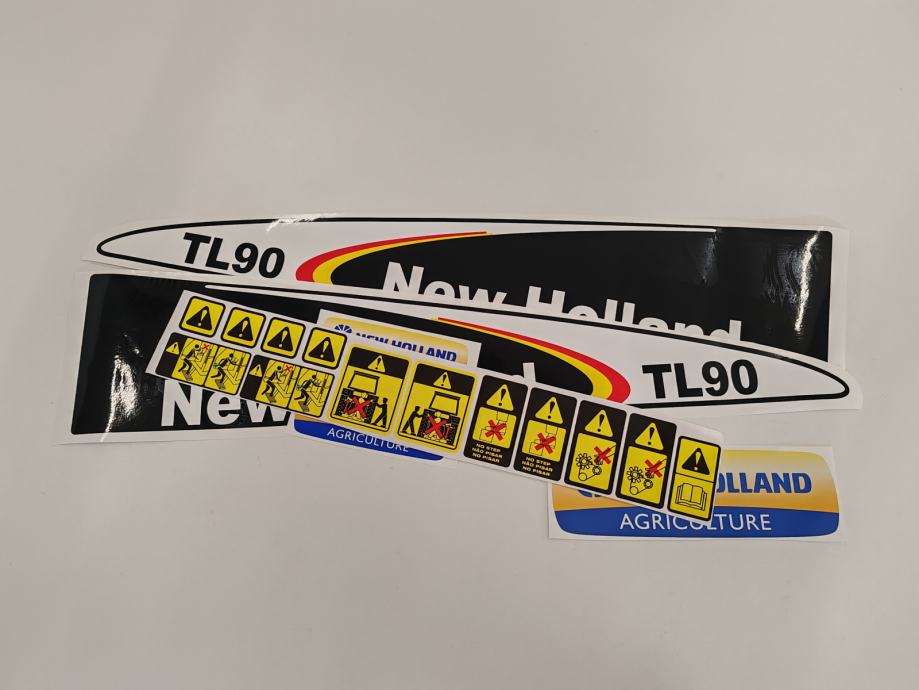 TL90
New Holland
TL90
New
NEW HOLLAND
AGRICULTURE
NO STEP
NÃO PISAR
NO PISAR
NO STEP
NÃO PISAR
NO PISAR
HOLLAND
AGRICULTURE